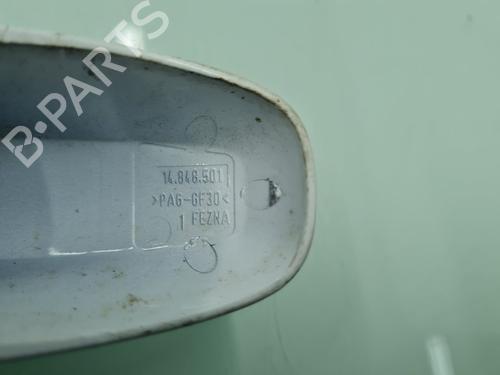 B-PARTS
14.846.501
>PA6-GF30<
1 FEZNA